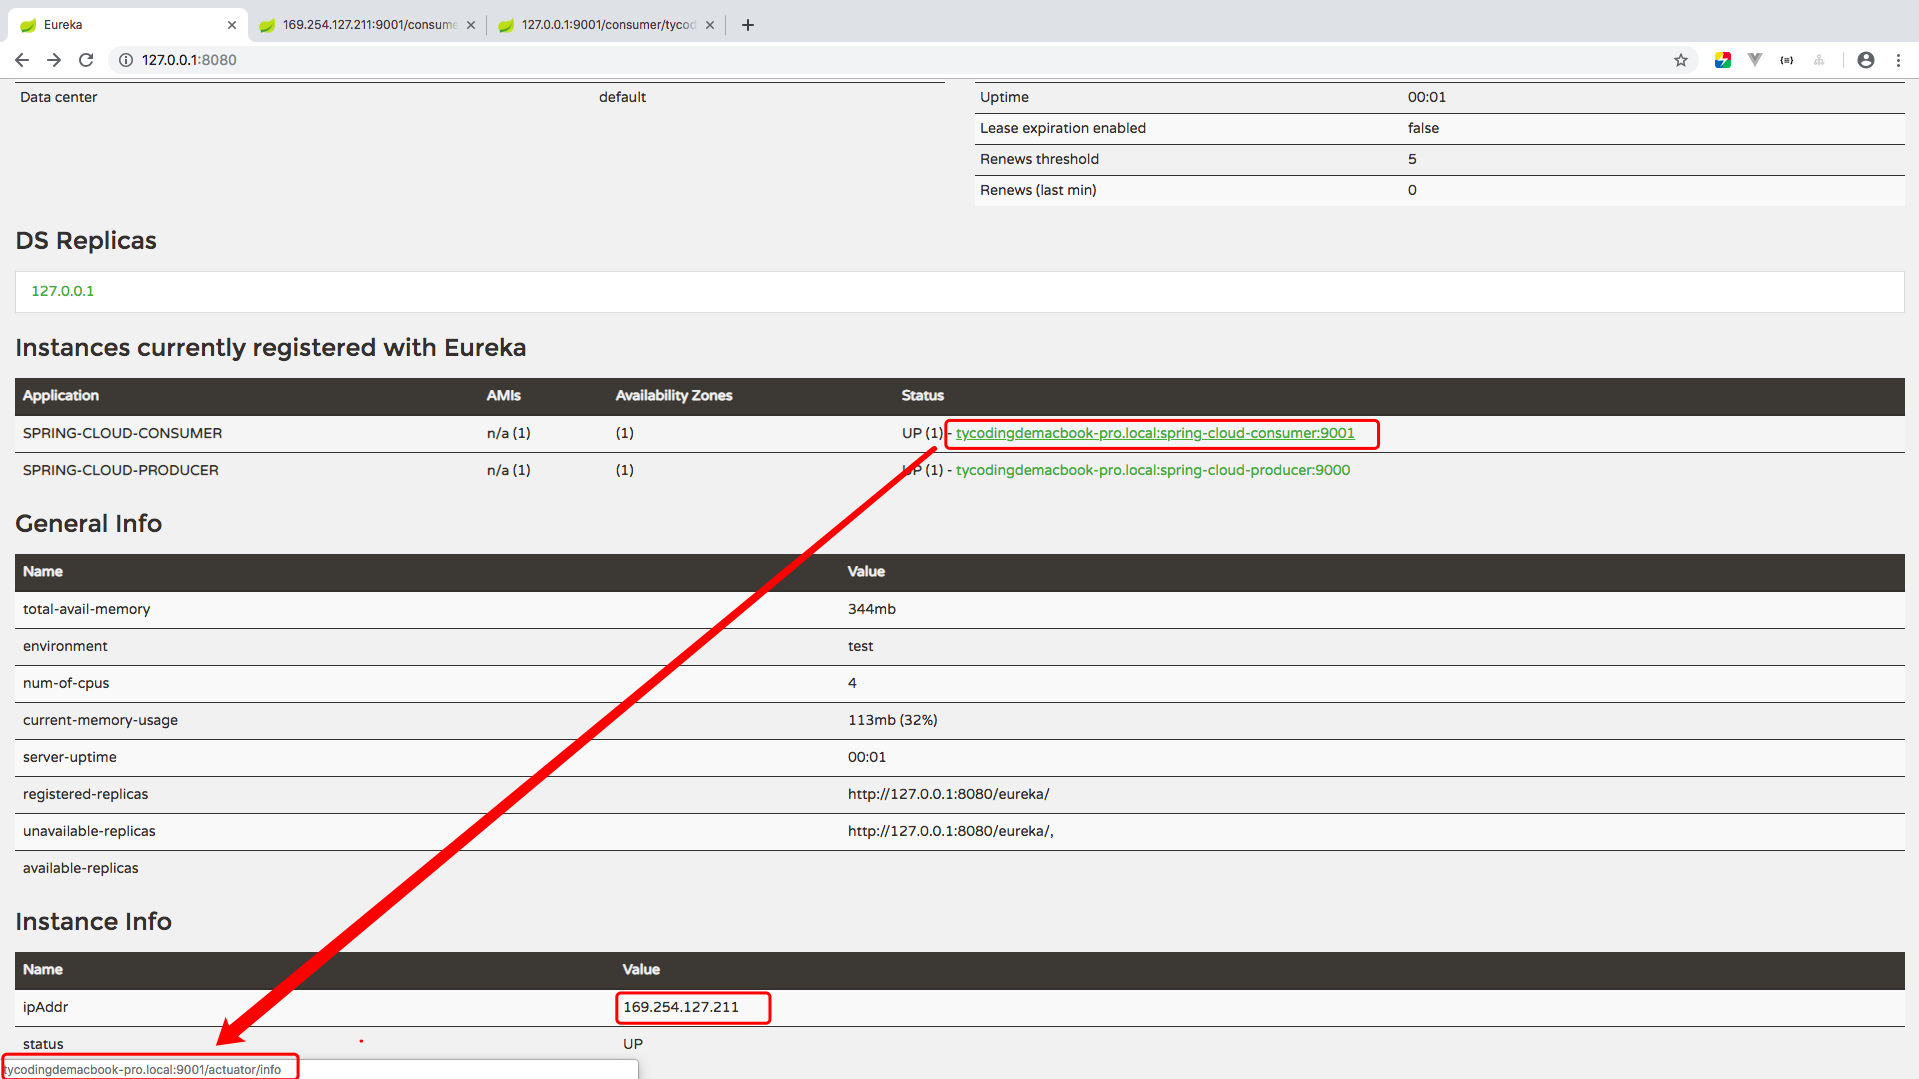 Eureka
169.254.127.211:9001/consume
127.0.0.1:9001/consumer/tycod
127.0.0.1:8080
Data center default
Uptime 00:01
Lease expiration enabled false
Renews threshold 5
Renews (last min) 0
DS Replicas
127.0.0.1
Instances currently registered with Eureka
Application AMIs Availability Zones Status
SPRING-CLOUD-CONSUMER n/a (1) (1) UP (1) - tycodingdemacbook-pro.local:spring-cloud-consumer:9001
SPRING-CLOUD-PRODUCER n/a (1) (1) UP (1) - tycodingdemacbook-pro.local:spring-cloud-producer:9000
General Info
Name Value
total-avail-memory 344mb
environment test
num-of-cpus 4
current-memory-usage 113mb (32%)
server-uptime 00:01
registered-replicas http://127.0.0.1:8080/eureka/
unavailable-replicas http://127.0.0.1:8080/eureka/,
available-replicas
Instance Info
Name Value
ipAddr 169.254.127.211
status UP
tycodingdemacbook-pro.local:9001/actuator/info